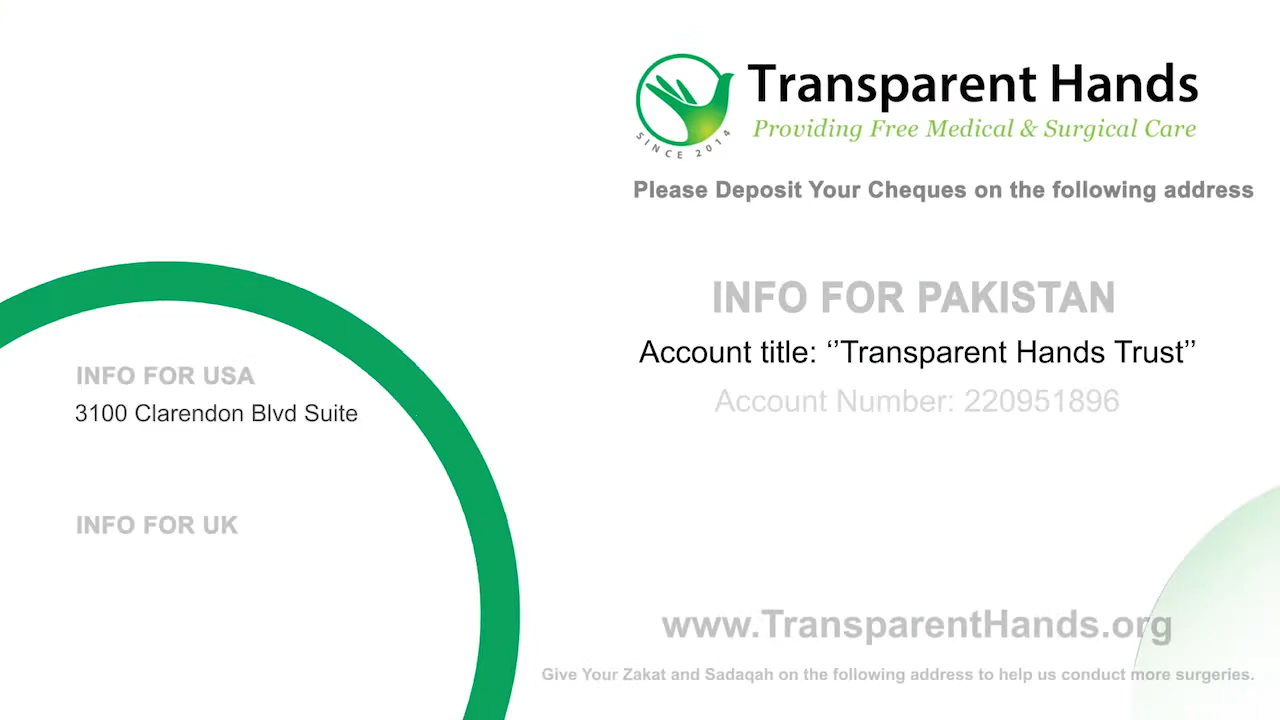 Transparent Hands
Providing Free Medical & Surgical Care
SINCE 2014
Please Deposit Your Cheques on the following address
INFO FOR PAKISTAN
Account title: ‘’Transparent Hands Trust’’
Account Number: 220951896
INFO FOR USA
3100 Clarendon Blvd Suite
INFO FOR UK
www.TransparentHands.org
Give Your Zakat and Sadaqah on the following address to help us conduct more surgeries.